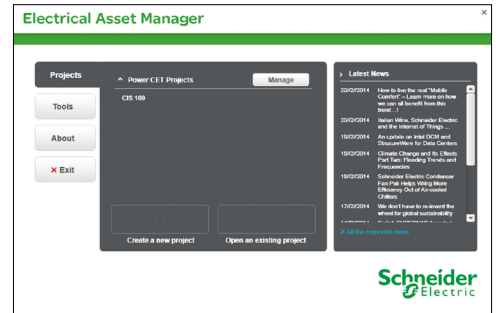 Electrical Asset Manager
×
Projects
Tools
About
× Exit
Power CET Projects
Manage
CIS 100
Create a new project
Open an existing project
> Latest News
20/2/2014 How to live the real "Mobile
Comfort" – Learn more on how
we can all benefit from this
trend...!
20/2/2014 Italian Wine, Schneider Electric
and the Internet of Things ...
19/2/2014 An update on Intel DCM and
StruxureWare for Data Centers
18/2/2014 Climate Change and Its Effects
Part Two: Flooding Trends and
Frequencies
18/2/2014 Schneider Electric Condenser
Fan Pak Helps Wring More
Efficiency Out of Air-cooled
Chillers
17/2/2014 We don't have to re-invent the
wheel for global sustainability
> All the corporate news
Schneider
Electric